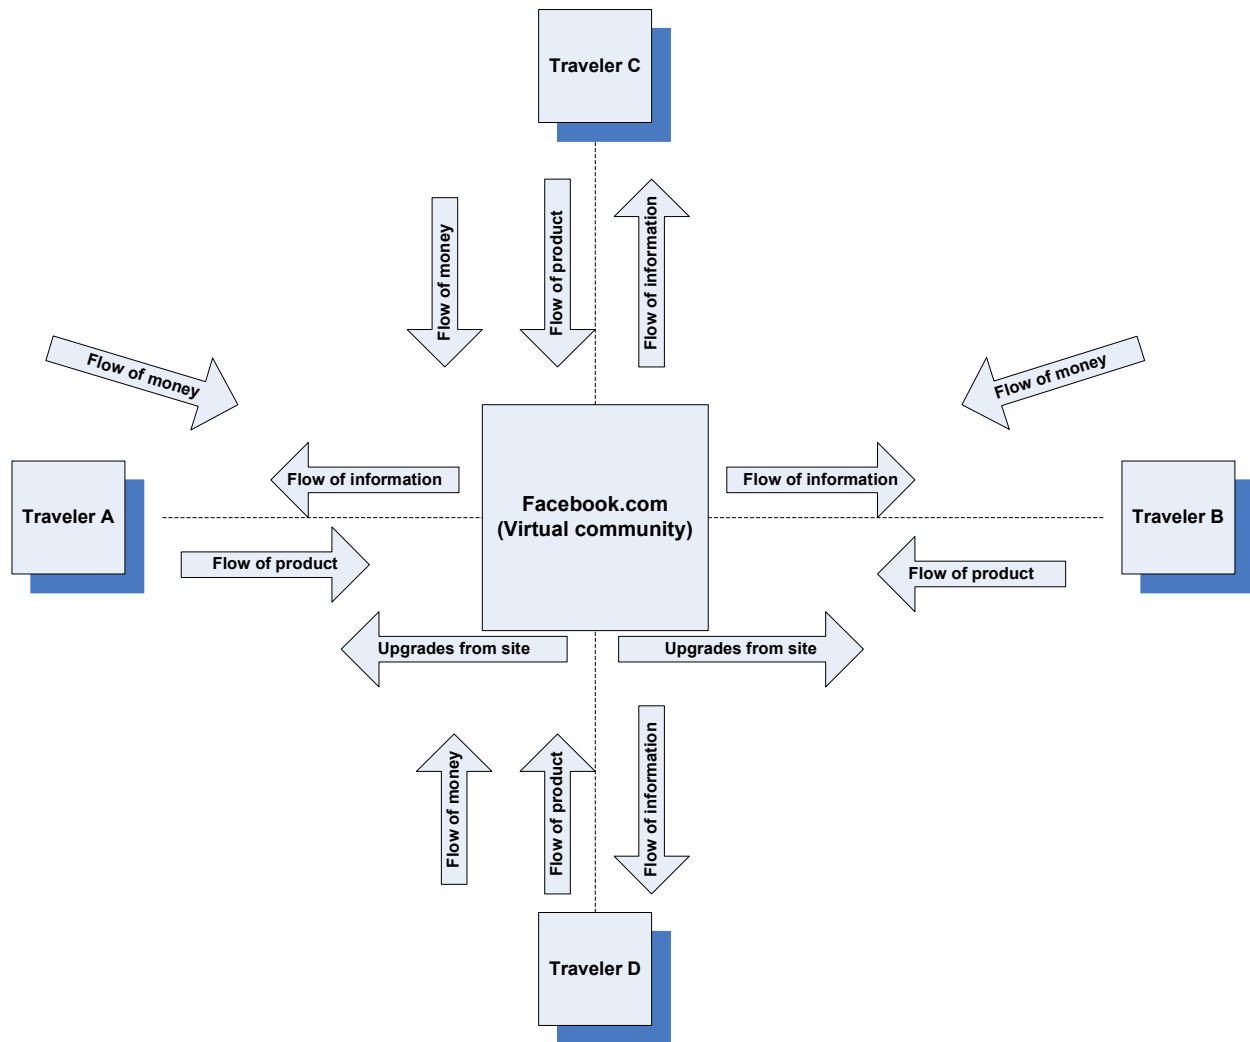 Traveler C
Flow of money
Flow of product
Flow of information
Flow of money
Flow of money
Flow of information
Flow of information
Facebook.com
(Virtual community)
Traveler A
Traveler B
Flow of product
Flow of product
Upgrades from site
Upgrades from site
Flow of money
Flow of product
Flow of information
Traveler D